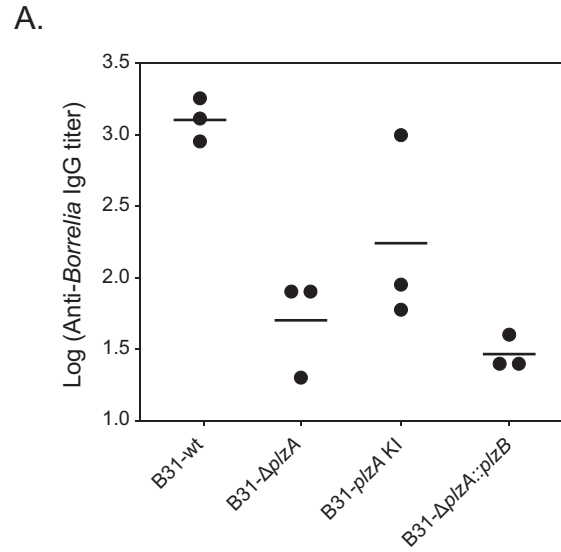 A.
Log (Anti-Borrelia IgG titer)
3.5
3.0
2.5
2.0
1.5
1.0
B31-wt
B31-ΔplzA
B31-plzA KI
B31-ΔplzA::plzB